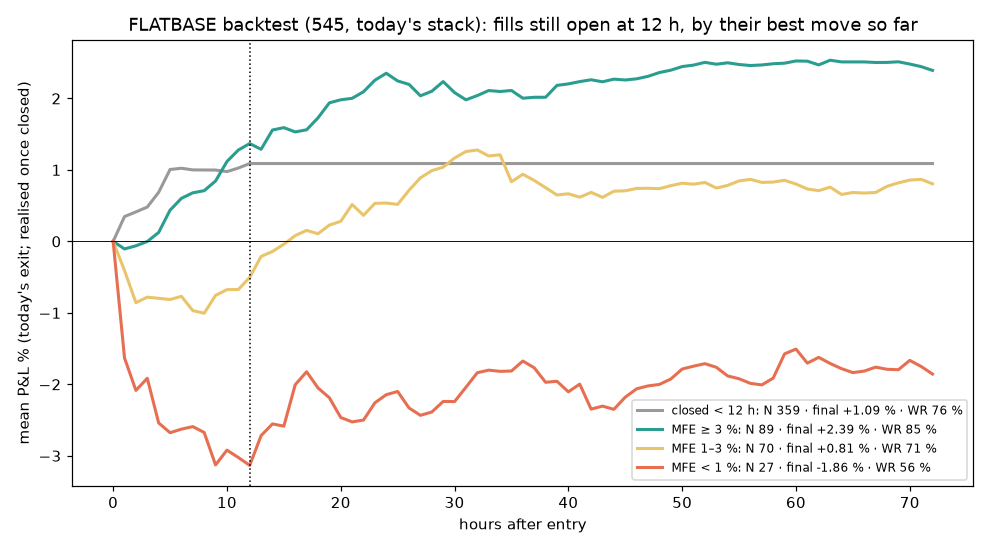 FLATBASE backtest (545, today's stack): fills still open at 12 h, by their best move so far
mean P&L % (today's exit; realised once closed)
2
1
0
−1
−2
−3
closed < 12 h: N 359 · final +1.09 % · WR 76 %
MFE ≥ 3 %: N 89 · final +2.39 % · WR 85 %
MFE 1–3 %: N 70 · final +0.81 % · WR 71 %
MFE < 1 %: N 27 · final -1.86 % · WR 56 %
0 10 20 30 40 50 60 70
hours after entry